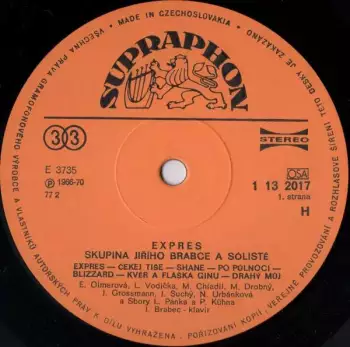 MADE IN CZECHOSLOVAKIA
VŠECHNA PRÁVA GRAMOFONOVÉHO VÝROBCE A VLASTNÍKŮ AUTORSKÝCH PRÁV K DÍLU VYHRAŽENA. POŘIZOVÁNÍ KOPIÍ, VEŘEJNÉ PROVOZOVÁNÍ A ROZHLASOVÉ ŠÍŘENÍ TÉTO DESKY JE ZAKÁZÁNO
SUPRAPHON
33
STEREO
E 3735
Ⓟ 1966-70
77 2
OSA
1 13 2017
1. strana
H
EXPRES
SKUPINA JIŘÍHO BRABCE A SÓLISTÉ
EXPRES — ČEKEJ TIŠE — SHANE — PO PŮLNOCI —
BLIZZARD — KVĚR A FLAŠKA GINU — DRAHÝ MŮJ
E. Olmerová, L. Vodička, M. Chladil, M. Drobný,
J. Grossmann, J. Suchý, N. Urbánková
a Sbory L. Pánka a P. Kühna
J. Brabec - klavír